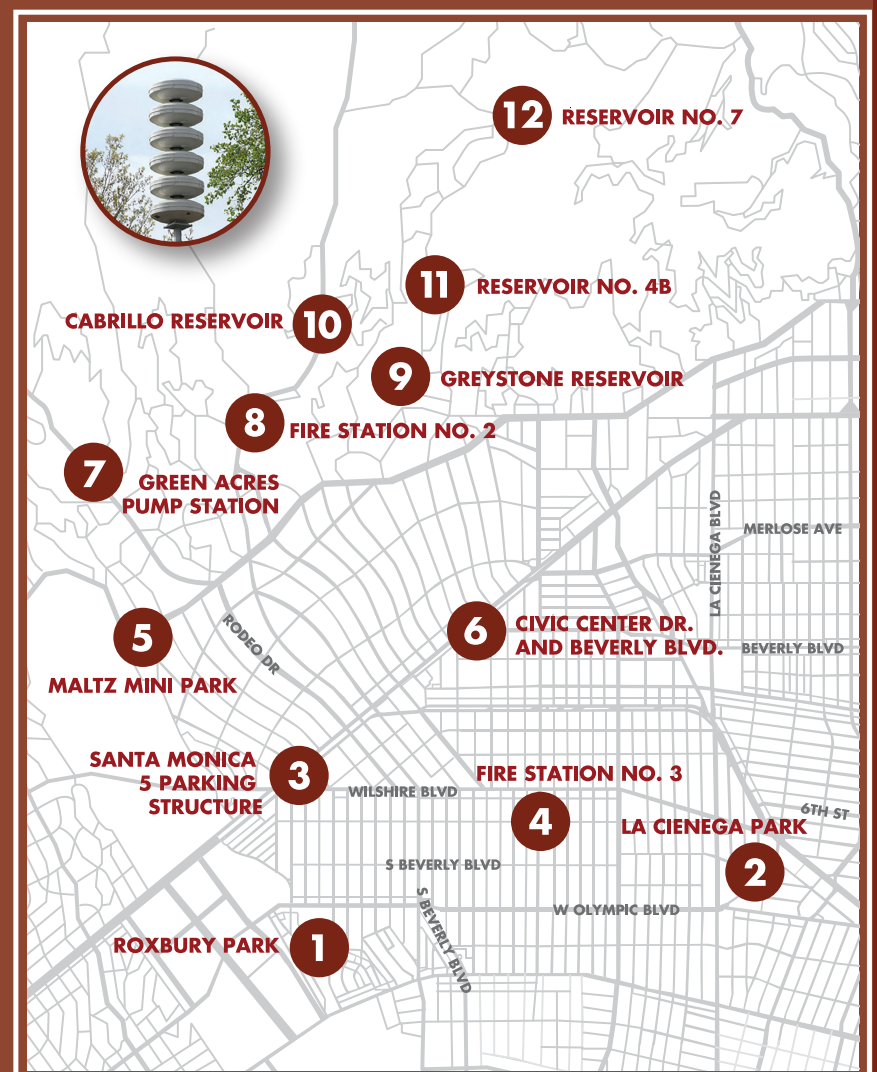 12 RESERVOIR NO. 7
11 RESERVOIR NO. 4B
CABRILLO RESERVOIR 10
9 GREYSTONE RESERVOIR
8 FIRE STATION NO. 2
7 GREEN ACRES
PUMP STATION
LA CIENEGA BLVD
MERLOSE AVE
5
MALTZ MINI PARK
RODEO DR
6 CIVIC CENTER DR.
AND BEVERLY BLVD.
BEVERLY BLVD
SANTA MONICA
5 PARKING
STRUCTURE
3
WILSHIRE BLVD
FIRE STATION NO. 3
4
6TH ST
LA CIENEGA PARK
2
S BEVERLY BLVD
S BEVERLY BLVD
W OLYMPIC BLVD
ROXBURY PARK 1